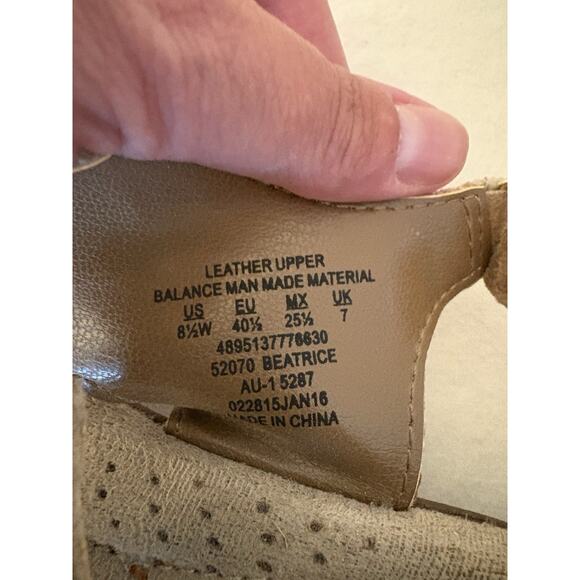 LEATHER UPPER
BALANCE MAN MADE MATERIAL
US EU MX UK
8½W 40½ 25½ 7
4895137776630
52070 BEATRICE
AU-1 5287
022815JAN16
MADE IN CHINA